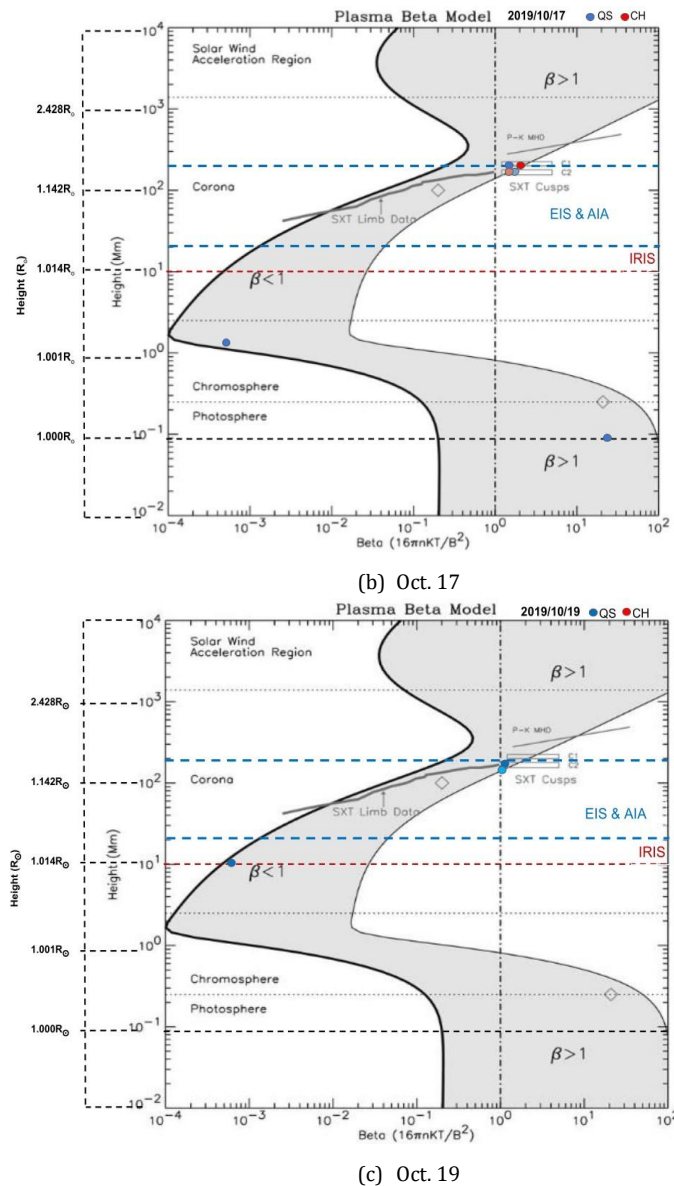 Plasma Beta Model 2019/10/17 QS CH
10⁴
Solar Wind
Acceleration Region
β>1
10³
2.428R○
P-K MHD
C1
C2
1.142R○
10²
Corona
SXT Limb Data
SXT Cusps
EIS & AIA
Height (R○)
Height (Mm)
1.014R○
10¹
IRIS
β<1
10⁰
1.001R○
Chromosphere
Photosphere
1.000R○
10⁻¹
β>1
10⁻²
10⁻⁴ 10⁻³ 10⁻² 10⁻¹ 10⁰ 10¹ 10²
Beta (16πnKT/B²)
(b) Oct. 17
Plasma Beta Model 2019/10/19 QS CH
10⁴
Solar Wind
Acceleration Region
β>1
2.428R⊙
10³
P-K MHD
C1
C2
1.142R⊙
10²
Corona
SXT Limb Data
SXT Cusps
EIS & AIA
Height (R⊙)
Height (Mm)
1.014R⊙
10¹
IRIS
β<1
1.001R⊙
10⁰
Chromosphere
Photosphere
1.000R⊙
10⁻¹
β>1
10⁻²
10⁻⁴ 10⁻³ 10⁻² 10⁻¹ 10⁰ 10¹ 10²
Beta (16πnKT/B²)
(c) Oct. 19